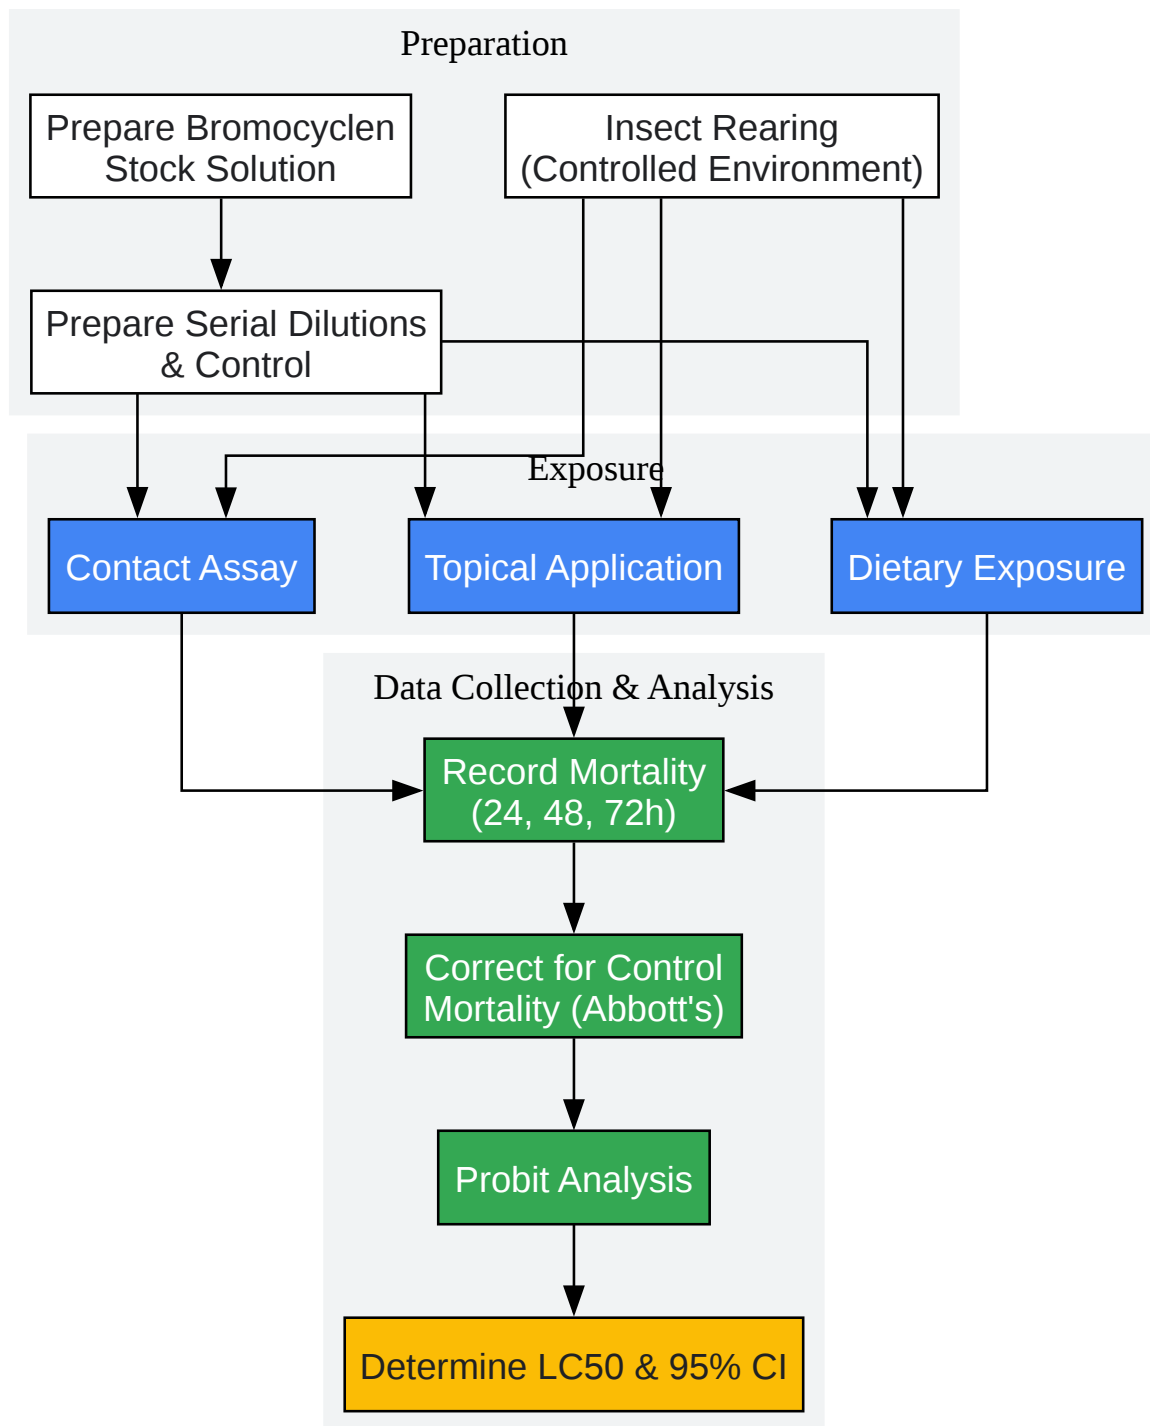 Preparation
Prepare Bromocyclen
Stock Solution
Insect Rearing
(Controlled Environment)
Prepare Serial Dilutions
& Control
Exposure
Contact Assay
Topical Application
Dietary Exposure
Data Collection & Analysis
Record Mortality
(24, 48, 72h)
Correct for Control
Mortality (Abbott's)
Probit Analysis
Determine LC50 & 95% CI